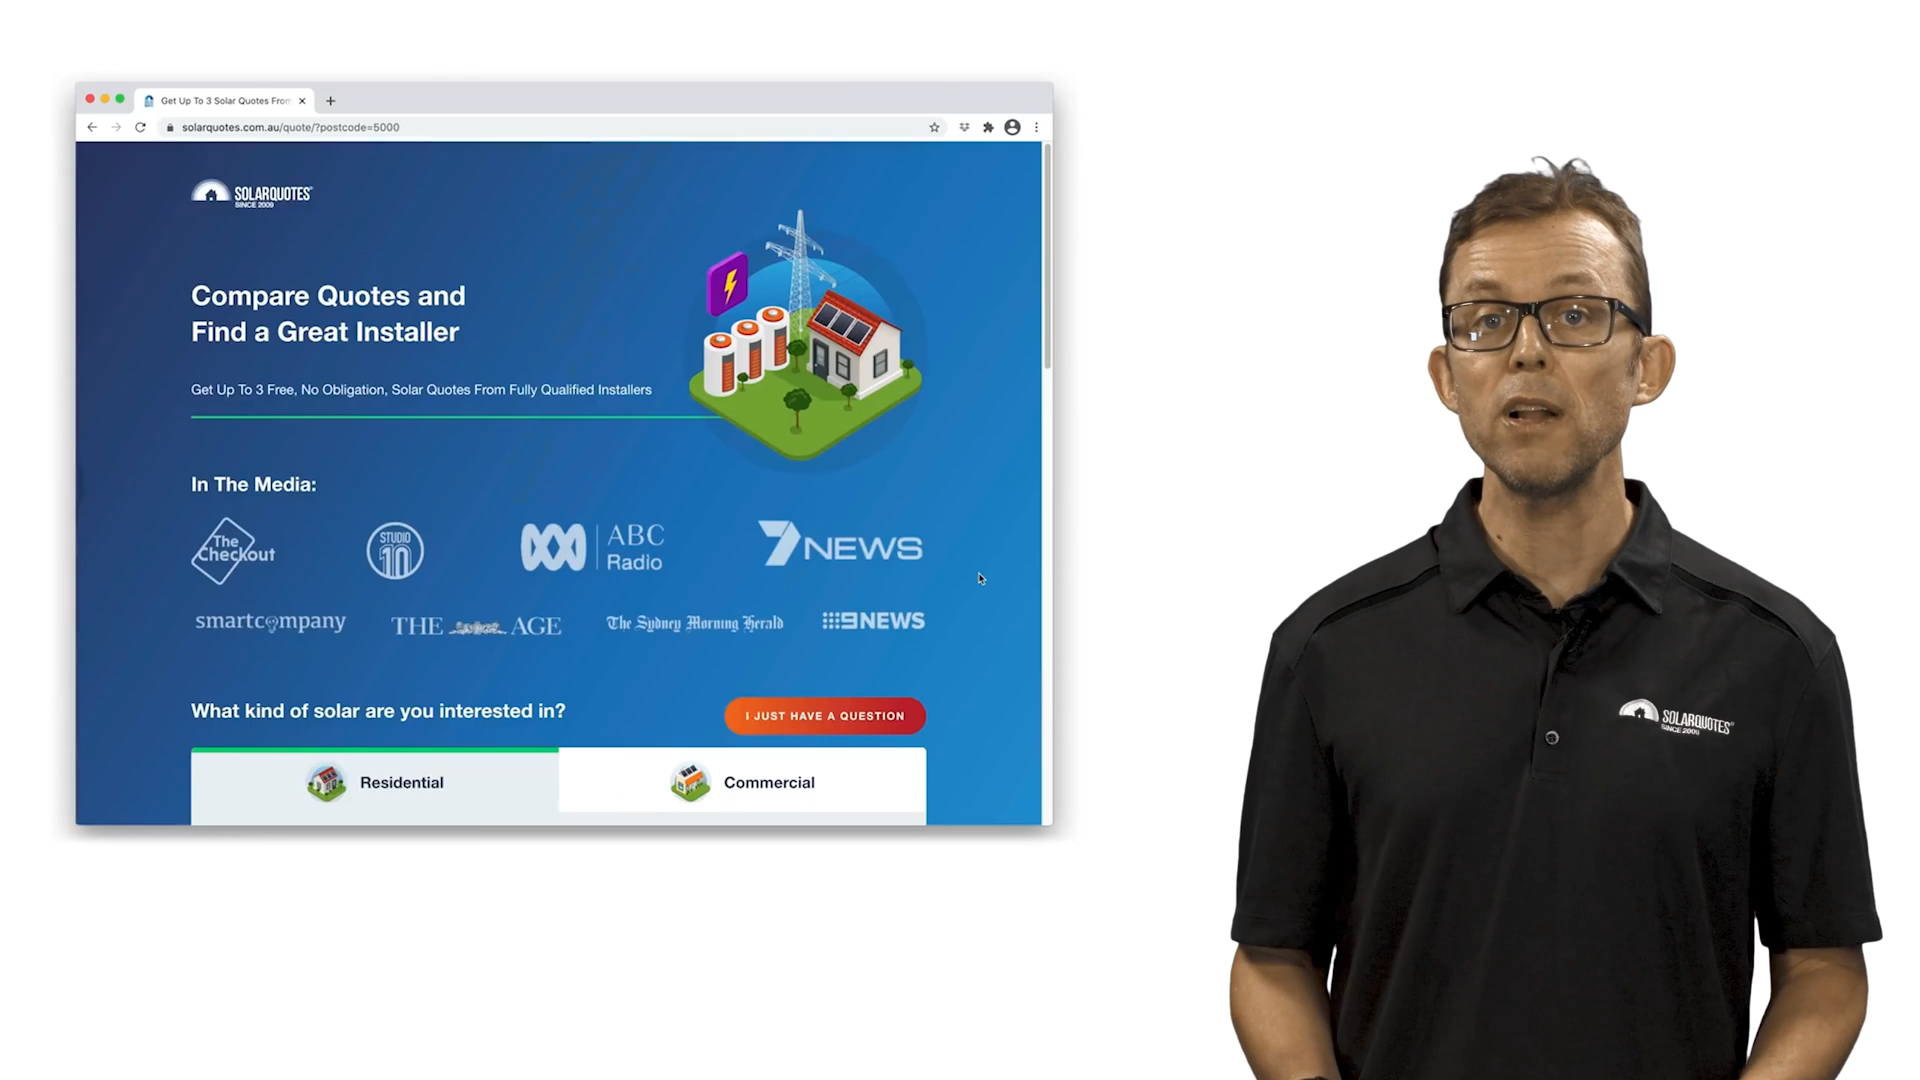 Get Up To 3 Solar Quotes From
solarquotes.com.au/quote/?postcode=5000
SOLARQUOTES®
SINCE 2009
Compare Quotes and
Find a Great Installer
Get Up To 3 Free, No Obligation, Solar Quotes From Fully Qualified Installers
In The Media:
The Checkout
STUDIO 10
ABC Radio
7NEWS
smartcompany
THE AGE
The Sydney Morning Herald
9NEWS
What kind of solar are you interested in?
I JUST HAVE A QUESTION
Residential
Commercial
SOLARQUOTES®
SINCE 2009